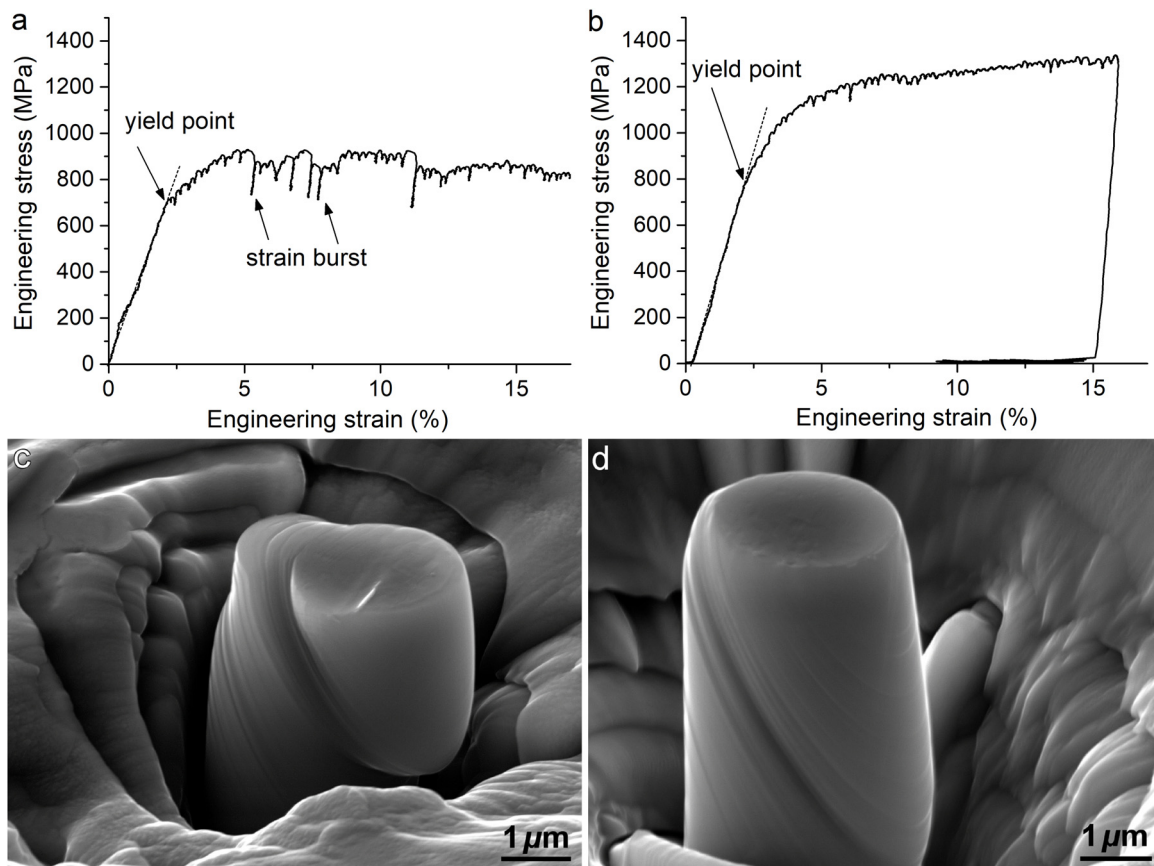 a
1400
1200
1000
800
600
400
200
0
Engineering stress (MPa)
yield point
strain burst
0 5 10 15
Engineering strain (%)
b
1400
1200
1000
800
600
400
200
0
Engineering stress (MPa)
yield point
0 5 10 15
Engineering strain (%)
c
1 µm
d
1 µm